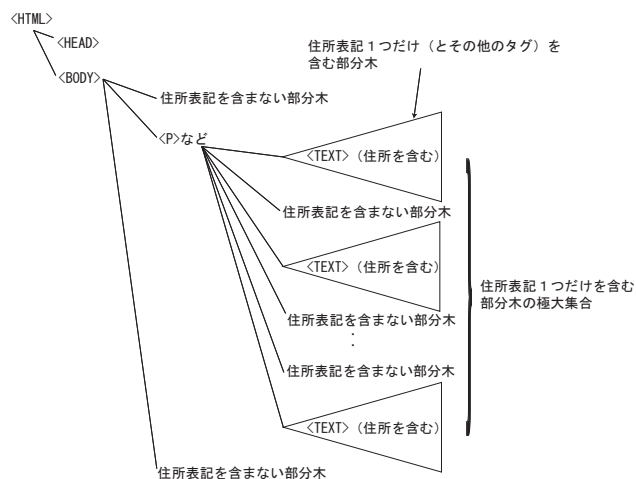 <HTML>
<HEAD>
<BODY>
住所表記１つだけ（とその他のタグ）を
含む部分木
住所表記を含まない部分木
<P>など
<TEXT>（住所を含む）
住所表記を含まない部分木
<TEXT>（住所を含む）
住所表記１つだけを含む
部分木の極大集合
住所表記を含まない部分木
：
住所表記を含まない部分木
<TEXT>（住所を含む）
住所表記を含まない部分木